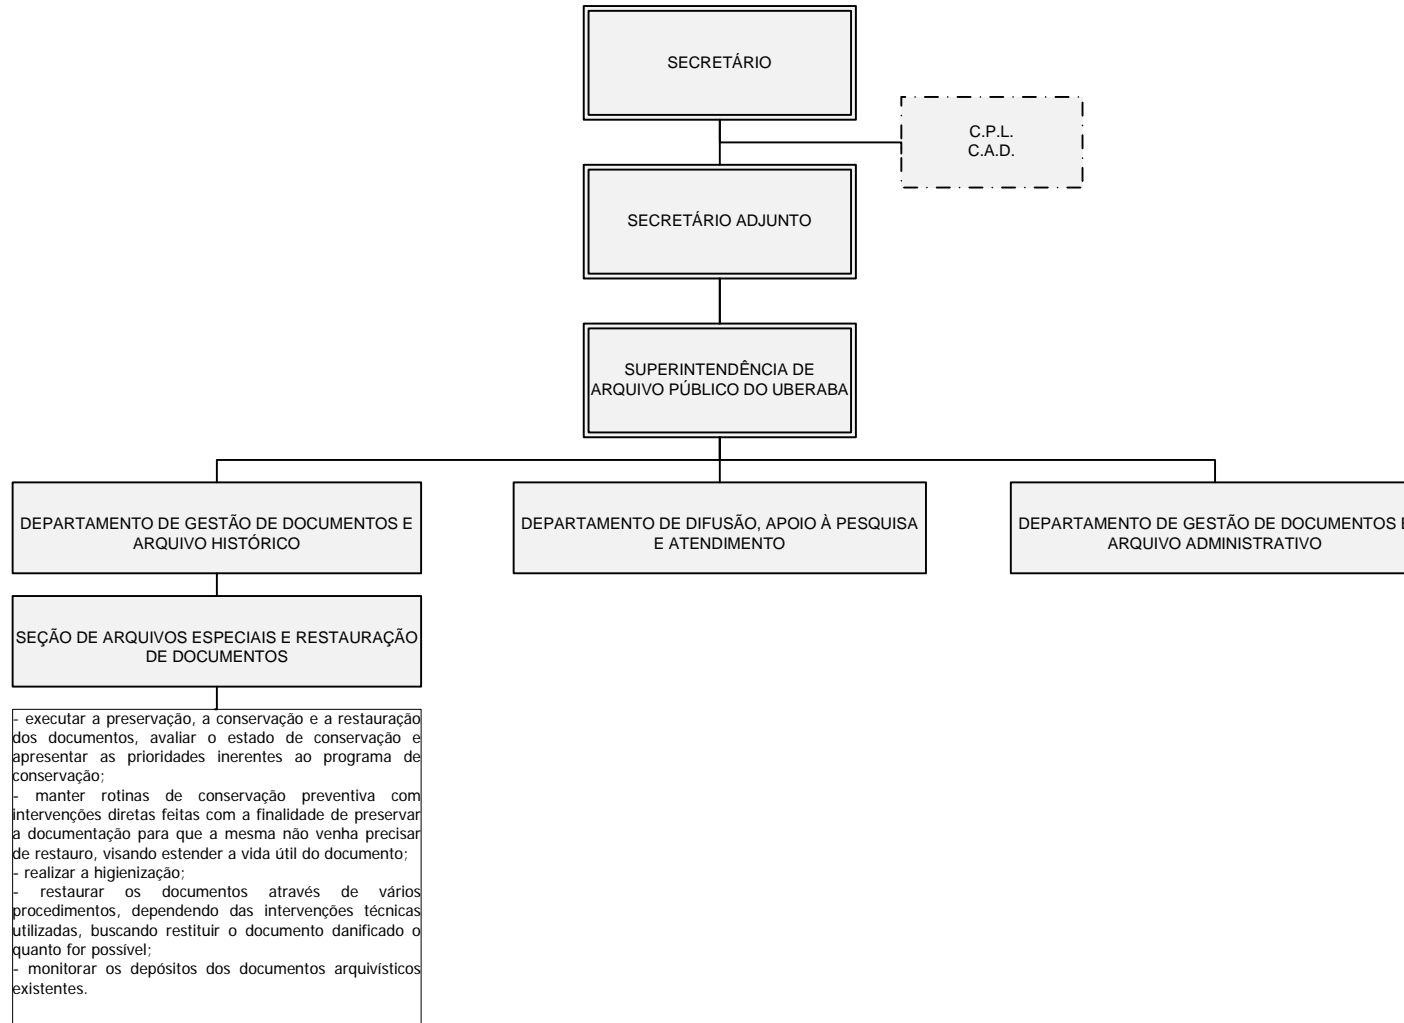 SECRETÁRIO
C.P.L.
C.A.D.
SECRETÁRIO ADJUNTO
SUPERINTENDÊNCIA DE
ARQUIVO PÚBLICO DO UBERABA
DEPARTAMENTO DE GESTÃO DE DOCUMENTOS E
ARQUIVO HISTÓRICO
DEPARTAMENTO DE DIFUSÃO, APOIO À PESQUISA
E ATENDIMENTO
DEPARTAMENTO DE GESTÃO DE DOCUMENTOS E
ARQUIVO ADMINISTRATIVO
SEÇÃO DE ARQUIVOS ESPECIAIS E RESTAURAÇÃO
DE DOCUMENTOS
- executar a preservação, a conservação e a restauração
dos documentos, avaliar o estado de conservação e
apresentar as prioridades inerentes ao programa de
conservação;
- manter rotinas de conservação preventiva com
intervenções diretas feitas com a finalidade de preservar
a documentação para que a mesma não venha precisar
de restauro, visando estender a vida útil do documento;
- realizar a higienização;
- restaurar os documentos através de vários
procedimentos, dependendo das intervenções técnicas
utilizadas, buscando restituir o documento danificado o
quanto for possível;
- monitorar os depósitos dos documentos arquivísticos
existentes.